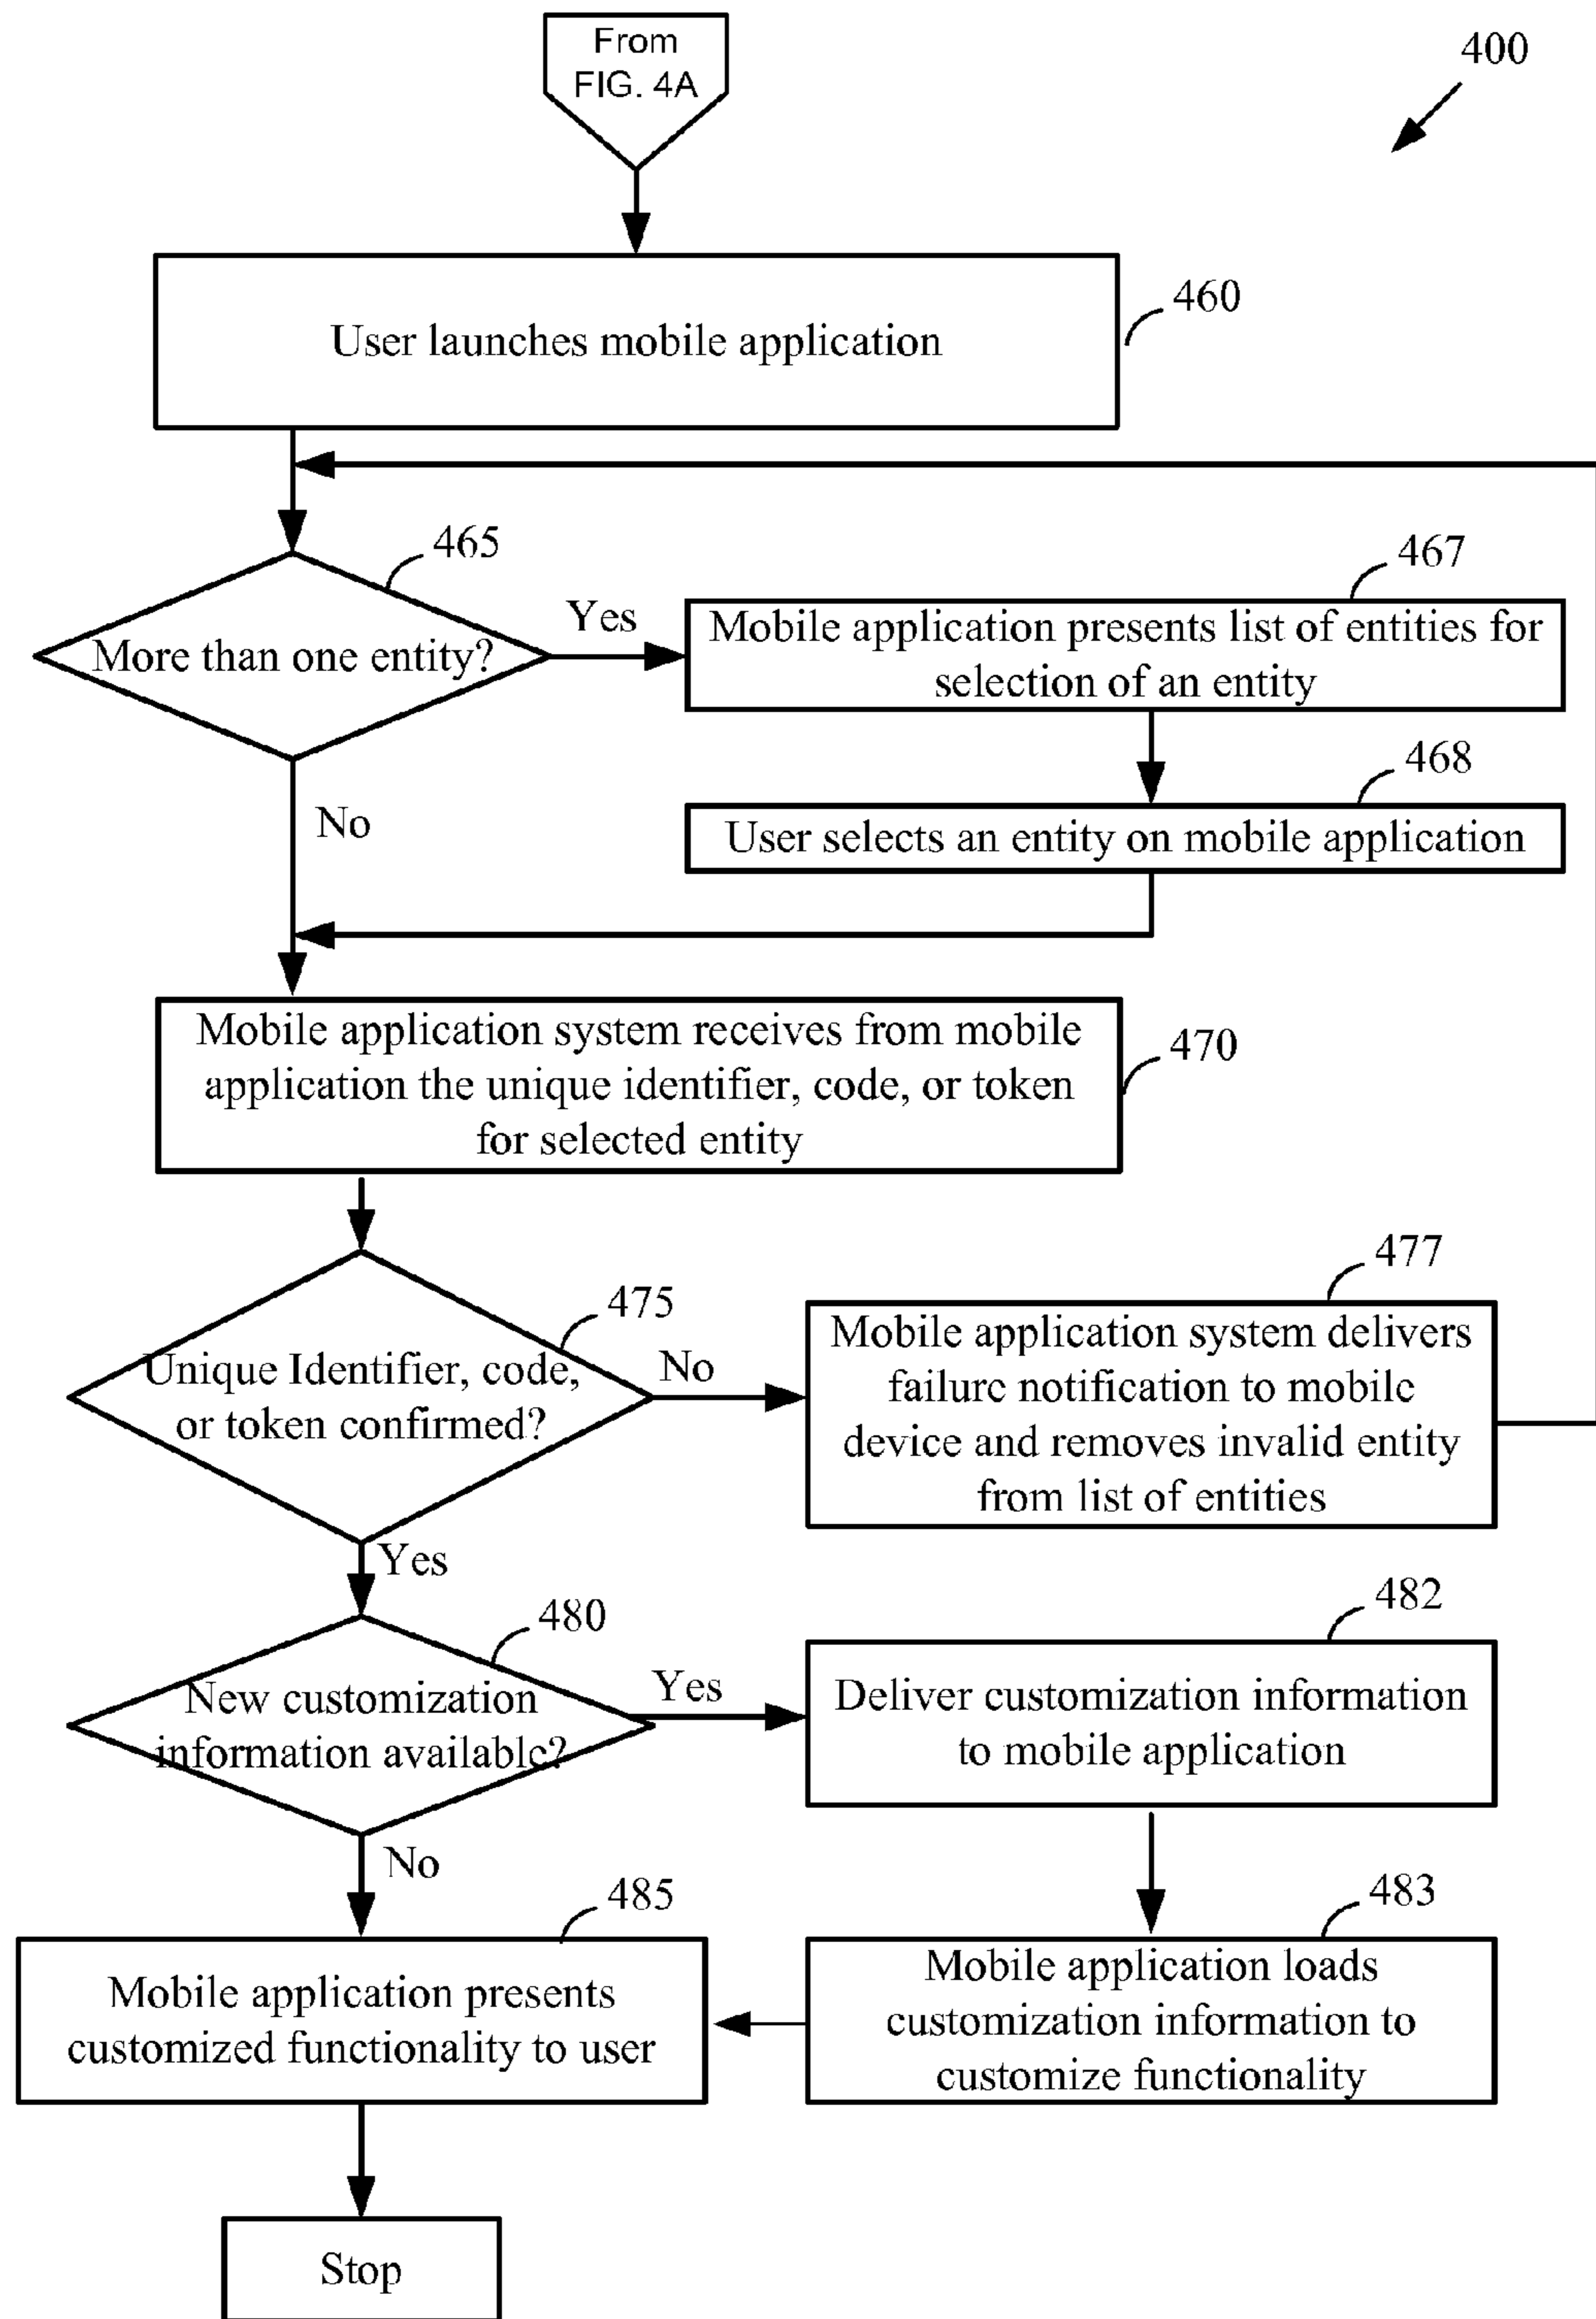 From
FIG. 4A
400
User launches mobile application
460
465
More than one entity?
Yes
No
467
Mobile application presents list of entities for
selection of an entity
468
User selects an entity on mobile application
Mobile application system receives from mobile
application the unique identifier, code, or token
for selected entity
470
475
Unique Identifier, code,
or token confirmed?
No
Yes
477
Mobile application system delivers
failure notification to mobile
device and removes invalid entity
from list of entities
480
New customization
information available?
Yes
No
482
Deliver customization information
to mobile application
483
Mobile application loads
customization information to
customize functionality
485
Mobile application presents
customized functionality to user
Stop